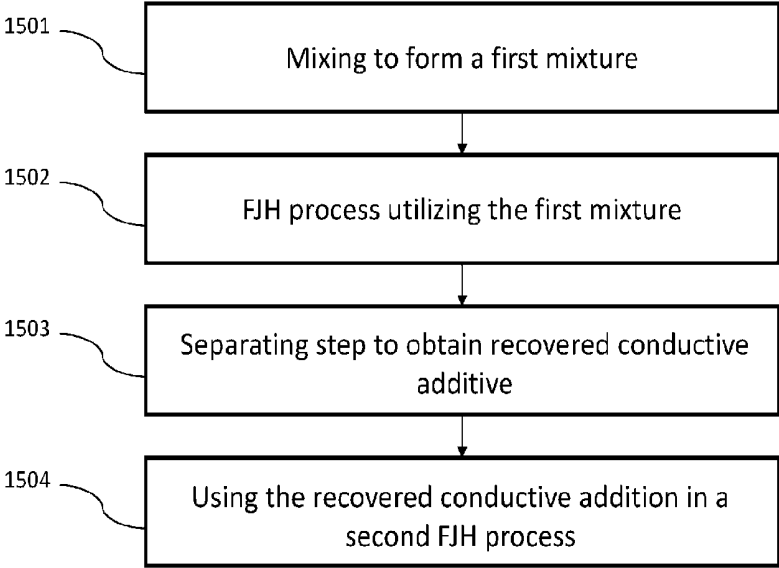 1501
Mixing to form a first mixture
1502
FJH process utilizing the first mixture
1503
Separating step to obtain recovered conductive
additive
1504
Using the recovered conductive addition in a
second FJH process